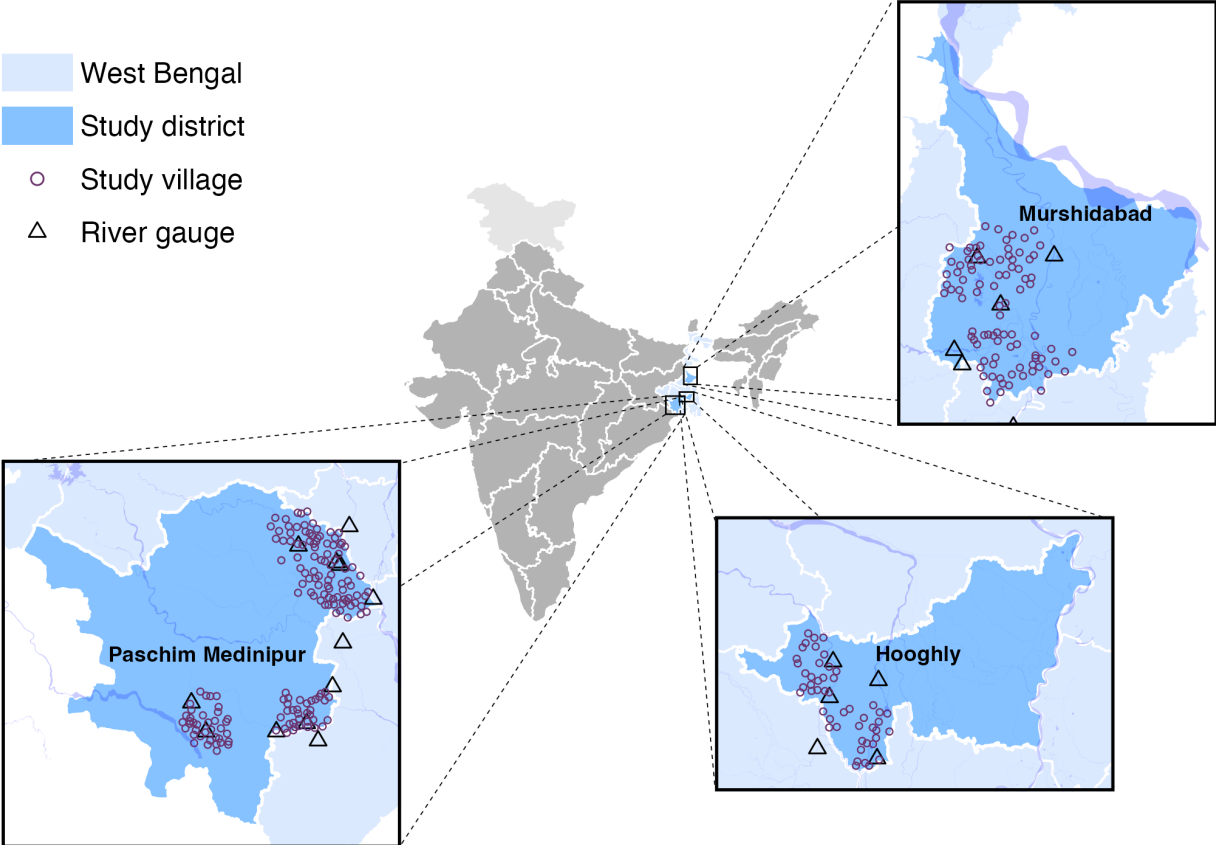 West Bengal
Study district
Study village
River gauge
Murshidabad
Paschim Medinipur
Hooghly